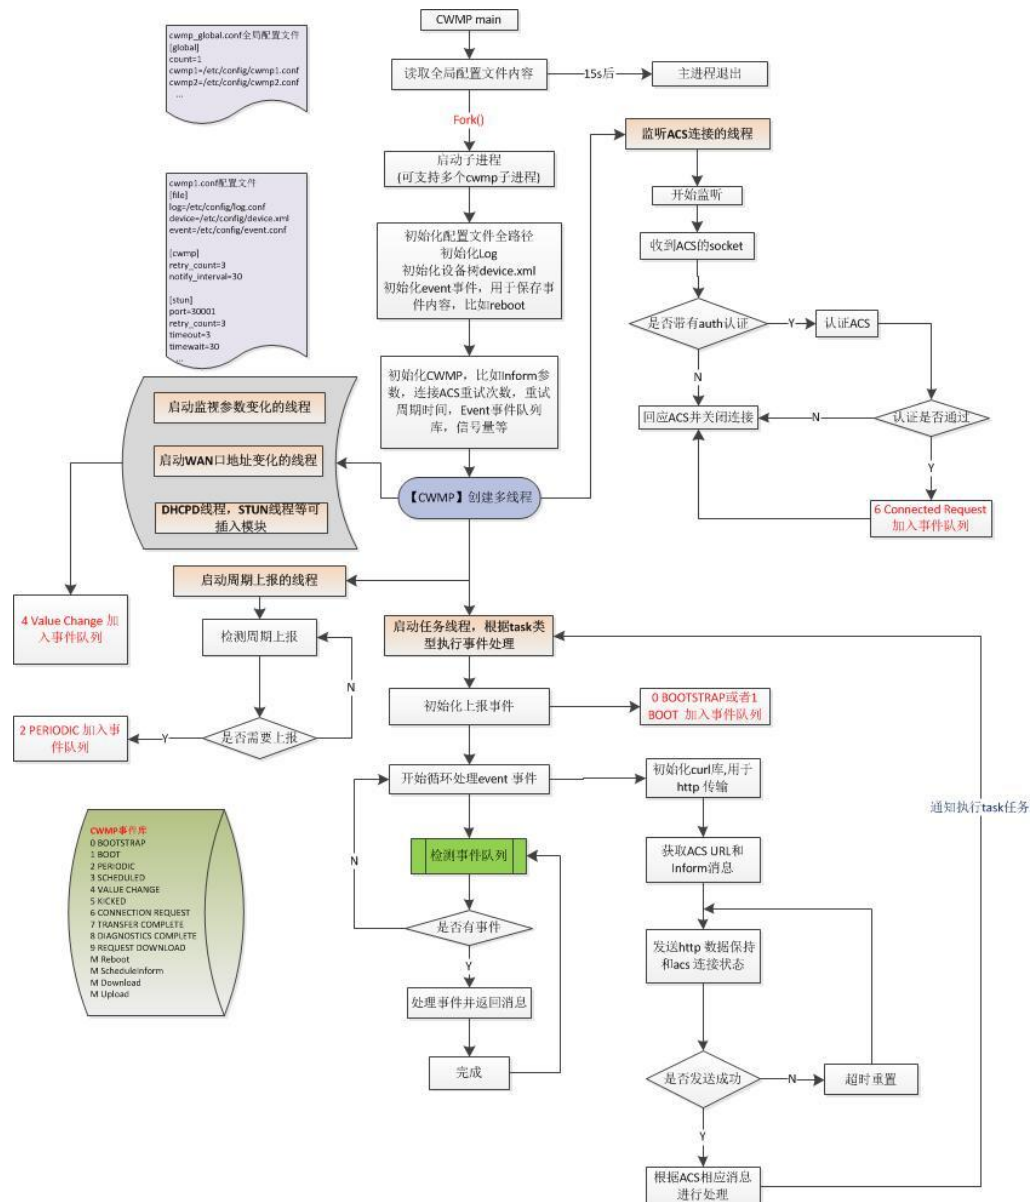 CWMP main
cwmp_global.conf全局配置文件
[global]
count=1
cwmp1=/etc/config/cwmp1.conf
cwmp2=/etc/config/cwmp2.conf
...
读取全局配置文件内容
15s后
主进程退出
Fork()
启动子进程
(可支持多个cwmp子进程)
cwmp1.conf配置文件
[file]
log=/etc/config/log.conf
device=/etc/config/device.xml
event=/etc/config/event.conf
[cwmp]
retry_count=3
notify_interval=30
[stun]
port=30001
retry_count=3
timeout=3
timewait=30
...
初始化配置文件全路径
初始化Log
初始化设备树device.xml
初始化event事件，用于保存事
件内容，比如reboot
初始化CWMP，比如Inform参
数，连接ACS重试次数，重试
周期时间，Event事件队列
库，信号量等
【CWMP】创建多线程
监听ACS连接的线程
开始监听
收到ACS的socket
是否带有auth认证
Y
认证ACS
N
回应ACS并关闭连接
N
认证是否通过
Y
6 Connected Request
加入事件队列
启动监视参数变化的线程
启动WAN口地址变化的线程
DHCPD线程，STUN线程等可
插入模块
4 Value Change 加
入事件队列
启动周期上报的线程
检测周期上报
N
是否需要上报
Y
2 PERIODIC 加入事
件队列
启动任务线程，根据task类
型执行事件处理
初始化上报事件
0 BOOTSTRAP或者1
BOOT 加入事件队列
开始循环处理event 事件
初始化curl库,用于
http 传输
通知执行task任务
检测事件队列
N
是否有事件
Y
处理事件并返回消息
完成
获取ACS URL和
Inform消息
发送http 数据保持
和acs 连接状态
是否发送成功
N
超时重置
Y
根据ACS相应消息
进行处理
CWMP事件库
0 BOOTSTRAP
1 BOOT
2 PERIODIC
3 SCHEDULED
4 VALUE CHANGE
5 KICKED
6 CONNECTION REQUEST
7 TRANSFER COMPLETE
8 DIAGNOSTICS COMPLETE
9 REQUEST DOWNLOAD
M Reboot
M ScheduleInform
M Download
M Upload